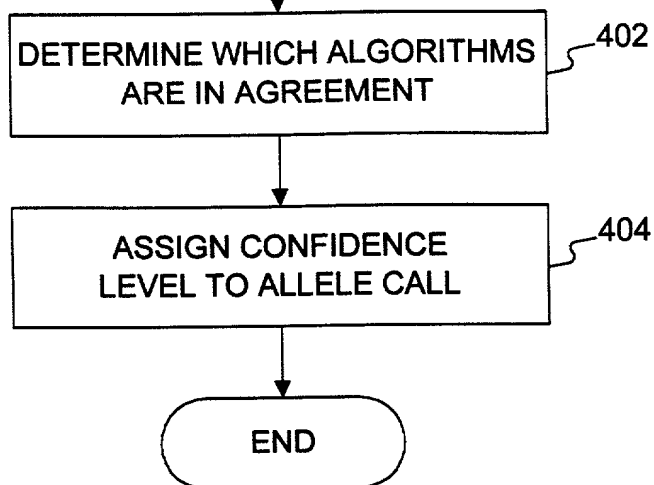 DETERMINE WHICH ALGORITHMS
ARE IN AGREEMENT
402
ASSIGN CONFIDENCE
LEVEL TO ALLELE CALL
404
END